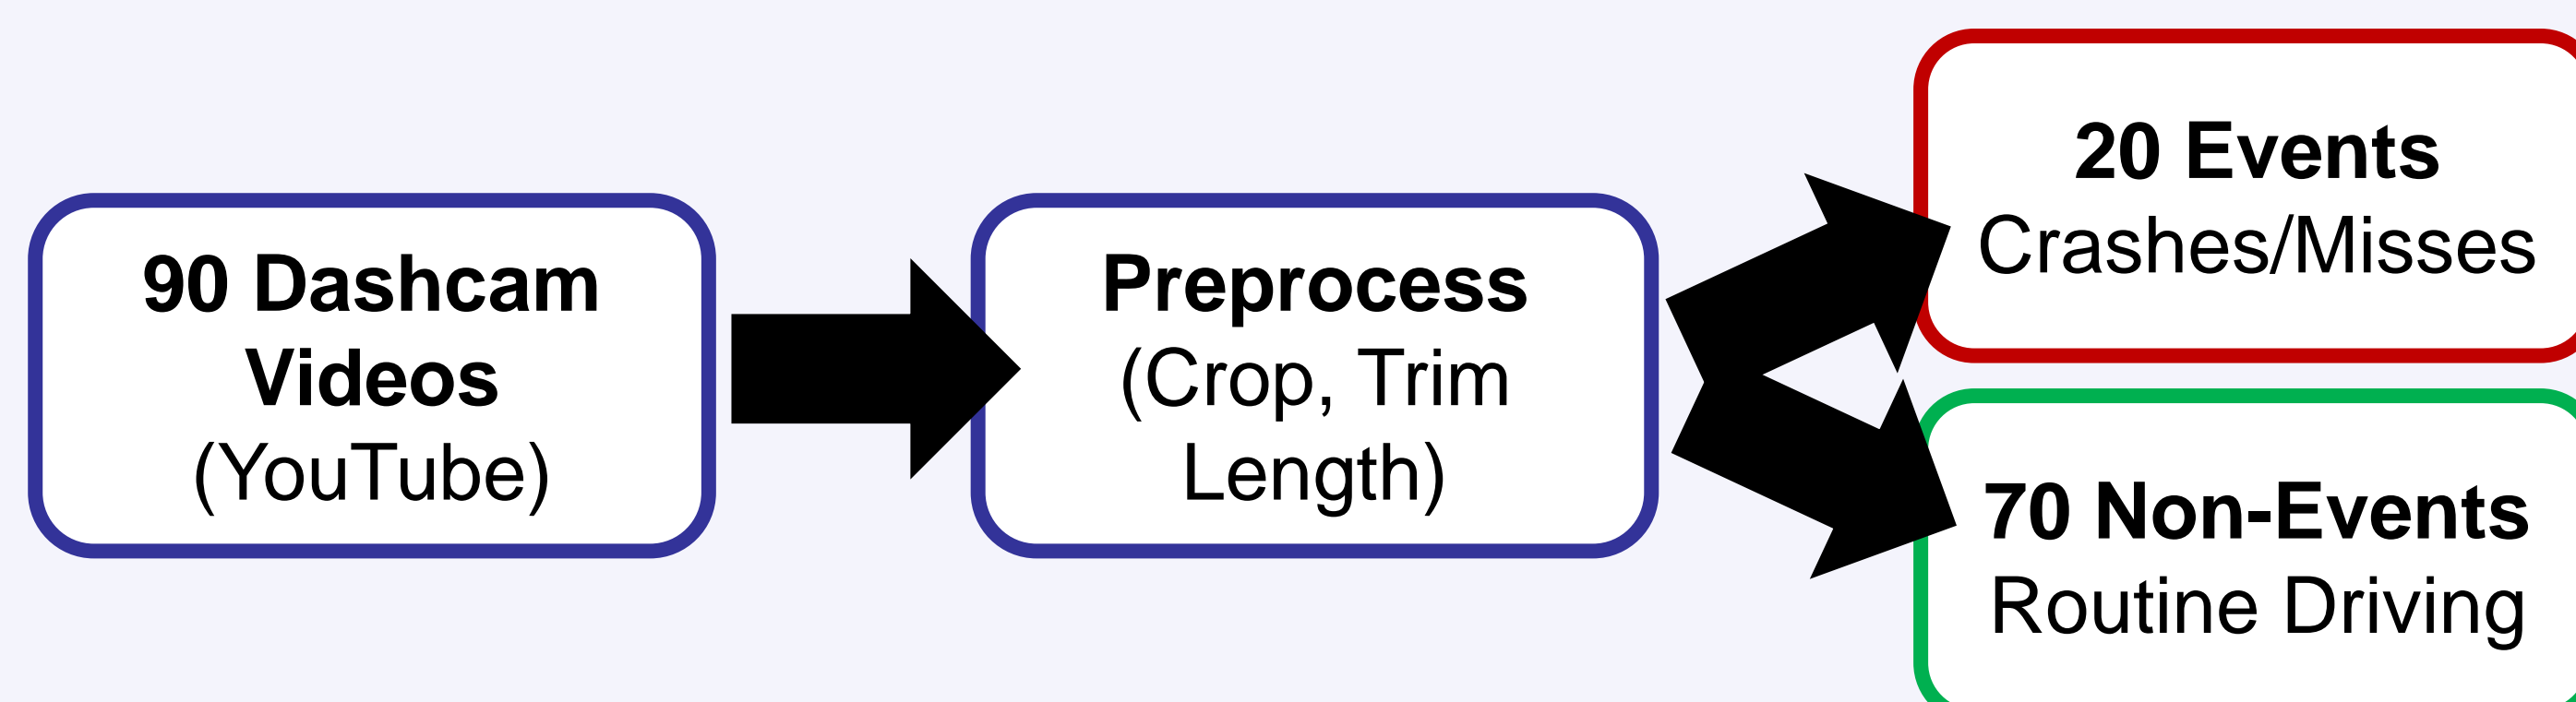 90 Dashcam
Videos
(YouTube)
Preprocess
(Crop, Trim
Length)
20 Events
Crashes/Misses
70 Non-Events
Routine Driving